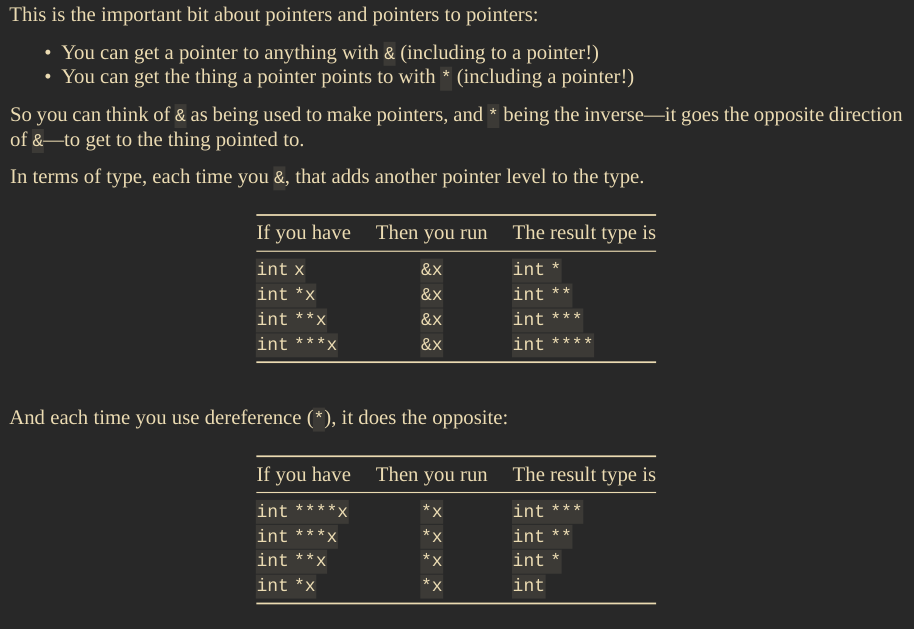 This is the important bit about pointers and pointers to pointers:
• You can get a pointer to anything with & (including to a pointer!)
• You can get the thing a pointer points to with * (including a pointer!)
So you can think of & as being used to make pointers, and * being the inverse—it goes the opposite direction
of &—to get to the thing pointed to.
In terms of type, each time you &, that adds another pointer level to the type.
If you have Then you run The result type is
int x &x int *
int *x &x int **
int **x &x int ***
int ***x &x int ****
And each time you use dereference (*), it does the opposite:
If you have Then you run The result type is
int ****x *x int ***
int ***x *x int **
int **x *x int *
int *x *x int